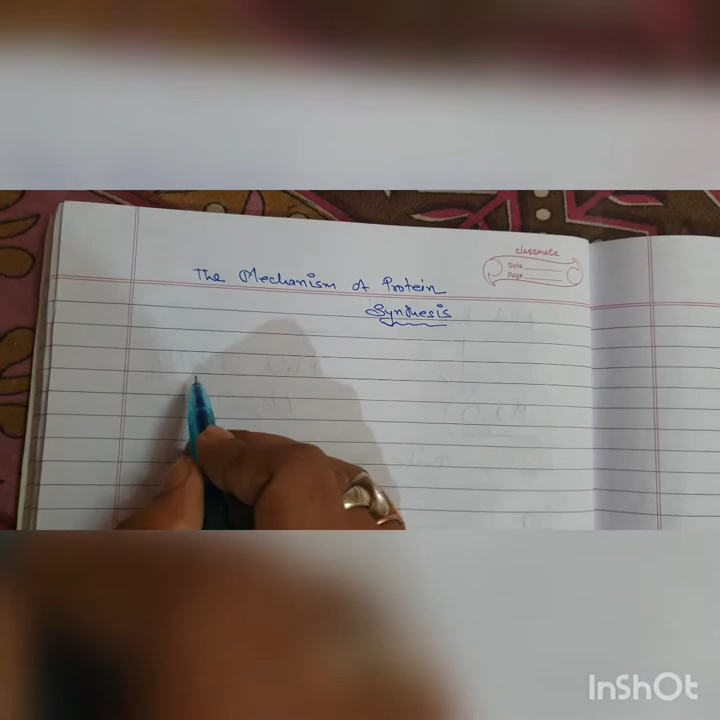 classmate
Date
Page
The Mechanism of Protein
Synthesis
InShOt